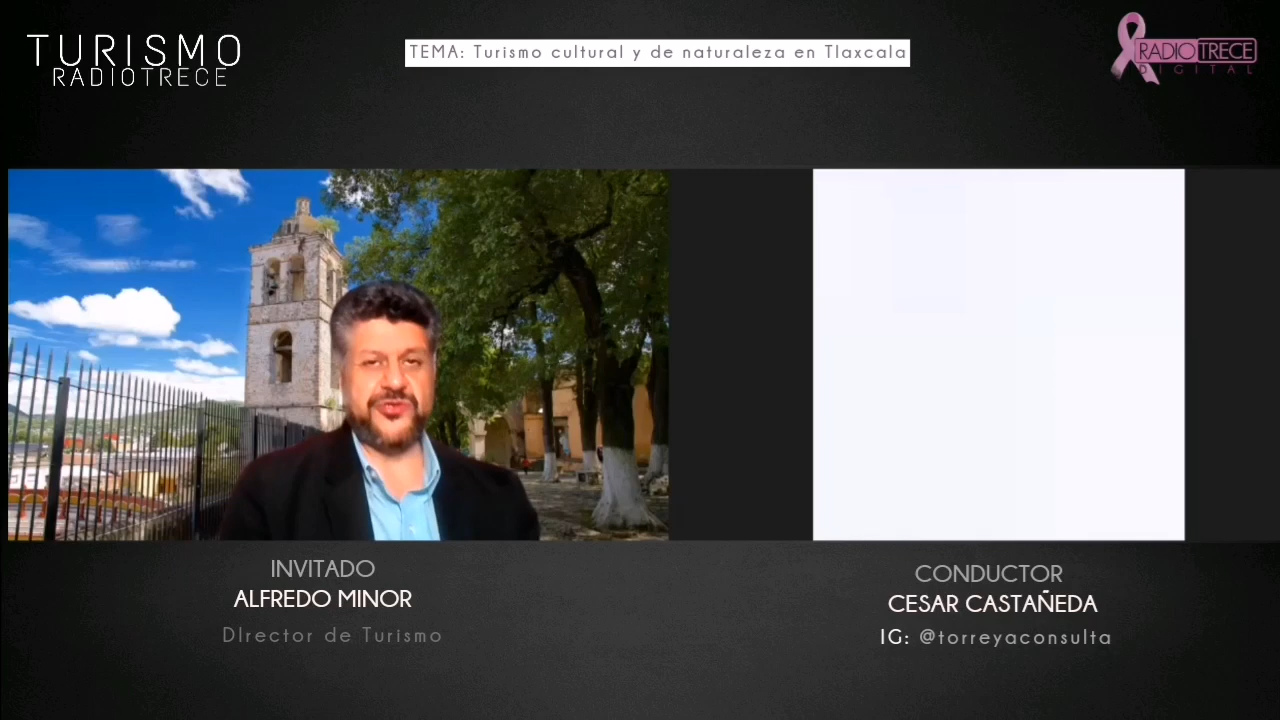 TURISMO
RADIOTRECE
TEMA: Turismo cultural y de naturaleza en Tlaxcala
RADIOTRECE
DIGITAL
INVITADO
ALFREDO MINOR
DIrector de Turismo
CONDUCTOR
CESAR CASTAÑEDA
IG: @torreyaconsulta